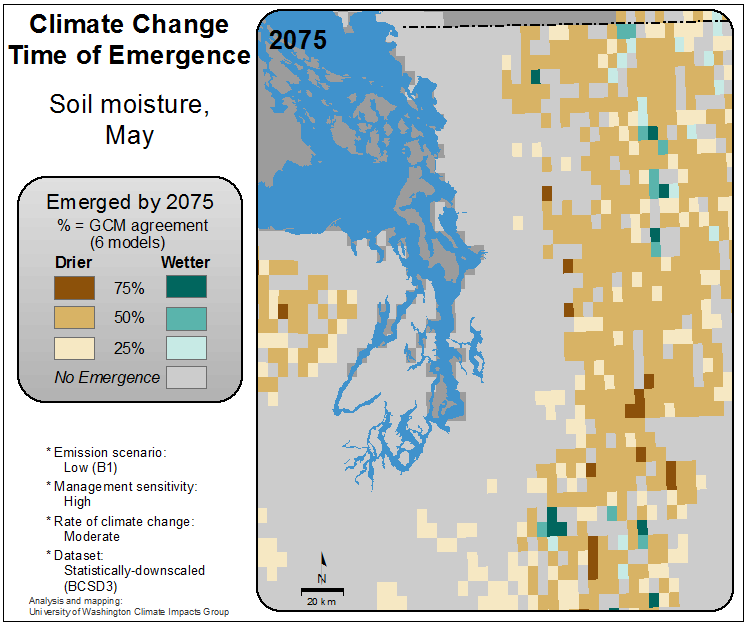 Climate Change
Time of Emergence
Soil moisture,
May
Emerged by 2075
% = GCM agreement
(6 models)
Drier Wetter
75%
50%
25%
No Emergence
* Emission scenario:
Low (B1)
* Management sensitivity:
High
* Rate of climate change:
Moderate
* Dataset:
Statistically-downscaled
(BCSD3)
Analysis and mapping:
University of Washington Climate Impacts Group
2075
N
20 km